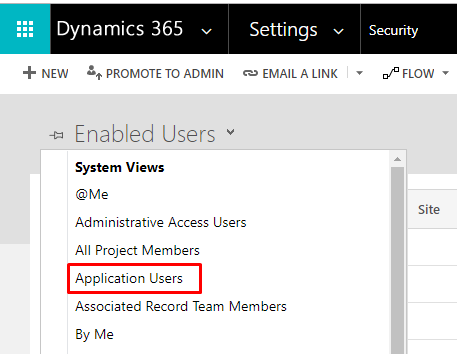 Dynamics 365 Settings Security
NEW PROMOTE TO ADMIN EMAIL A LINK FLOW
Enabled Users
System Views
@Me
Administrative Access Users
Site
All Project Members
Application Users
Associated Record Team Members
By Me